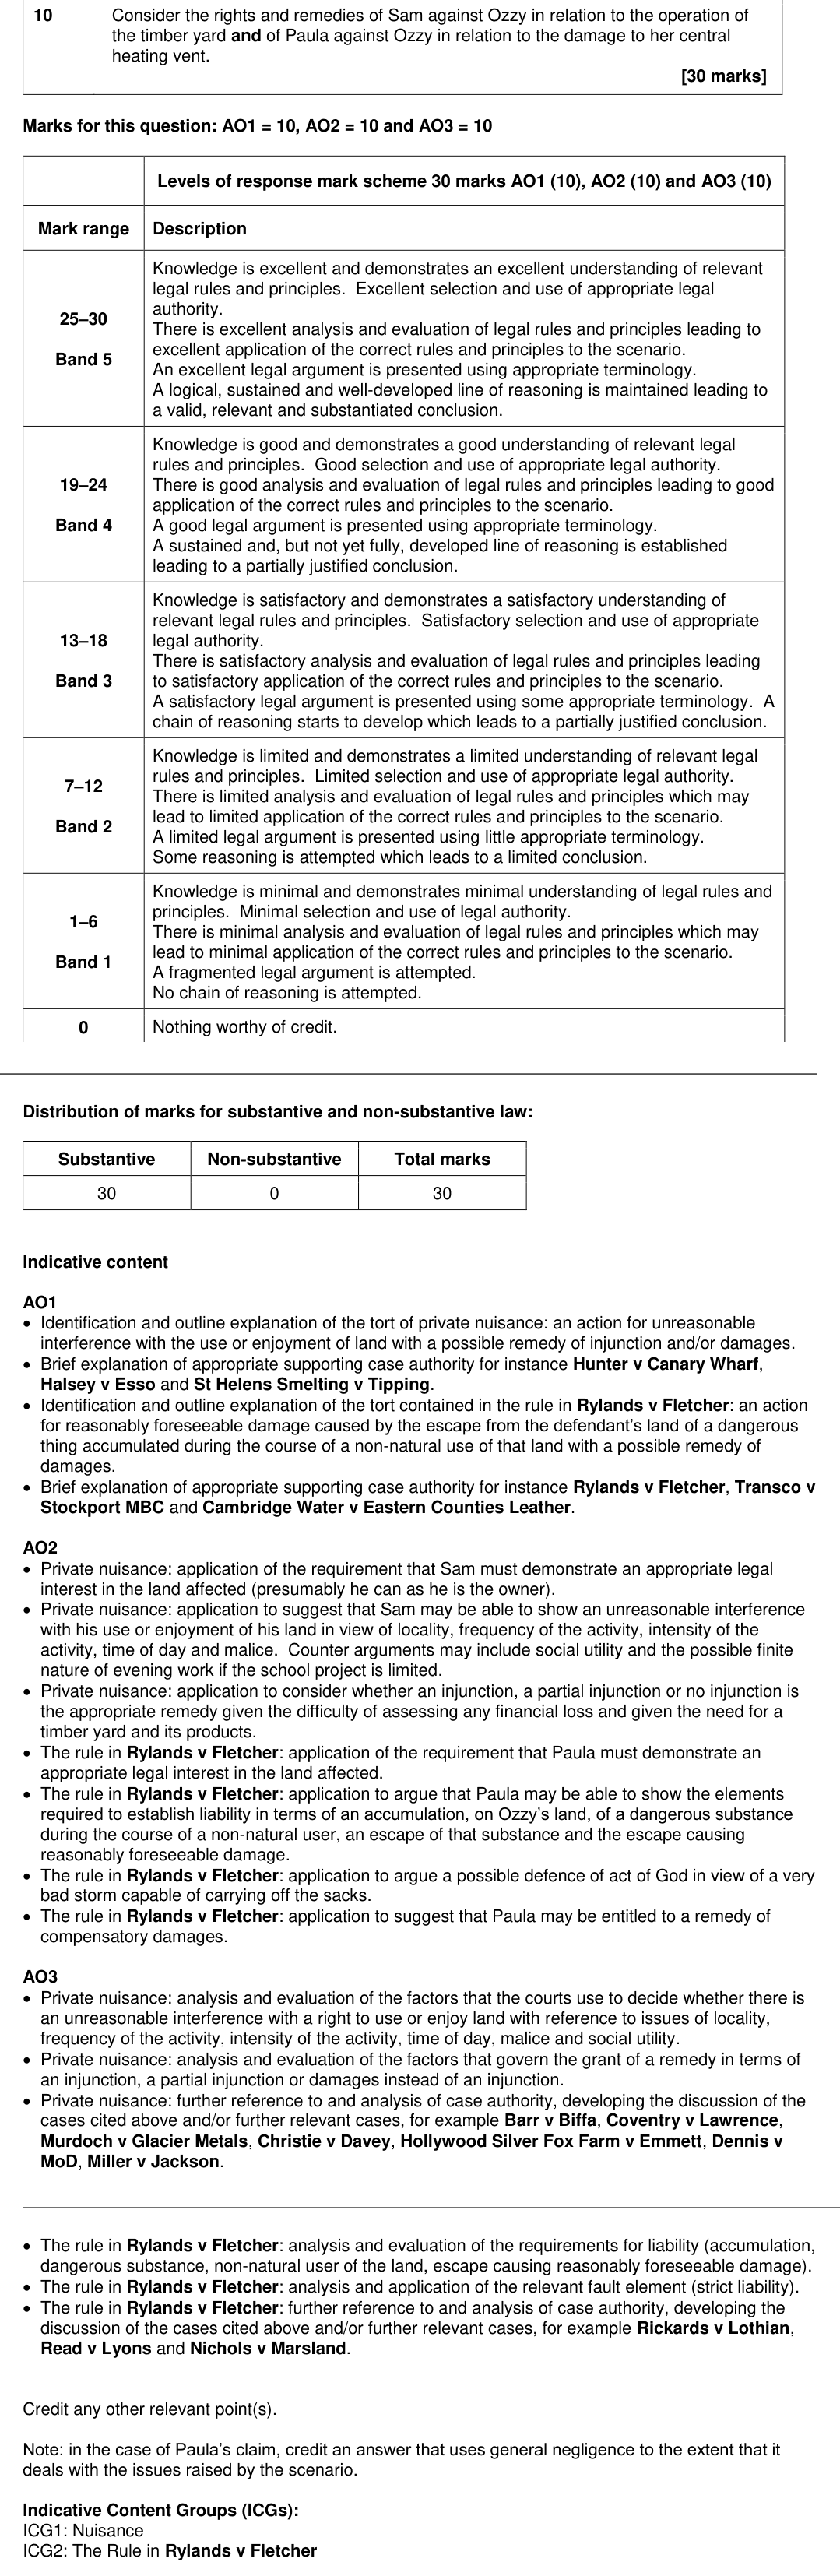 10
Consider the rights and remedies of Sam against Ozzy in relation to the operation of
the timber yard and of Paula against Ozzy in relation to the damage to her central
heating vent.
[30 marks]
Marks for this question: AO1 = 10, AO2 = 10 and AO3 = 10
Levels of response mark scheme 30 marks AO1 (10), AO2 (10) and AO3 (10)
Mark range
Description
25–30
Band 5
Knowledge is excellent and demonstrates an excellent understanding of relevant
legal rules and principles. Excellent selection and use of appropriate legal
authority.
There is excellent analysis and evaluation of legal rules and principles leading to
excellent application of the correct rules and principles to the scenario.
An excellent legal argument is presented using appropriate terminology.
A logical, sustained and well-developed line of reasoning is maintained leading to
a valid, relevant and substantiated conclusion.
19–24
Band 4
Knowledge is good and demonstrates a good understanding of relevant legal
rules and principles. Good selection and use of appropriate legal authority.
There is good analysis and evaluation of legal rules and principles leading to good
application of the correct rules and principles to the scenario.
A good legal argument is presented using appropriate terminology.
A sustained and, but not yet fully, developed line of reasoning is established
leading to a partially justified conclusion.
13–18
Band 3
Knowledge is satisfactory and demonstrates a satisfactory understanding of
relevant legal rules and principles. Satisfactory selection and use of appropriate
legal authority.
There is satisfactory analysis and evaluation of legal rules and principles leading
to satisfactory application of the correct rules and principles to the scenario.
A satisfactory legal argument is presented using some appropriate terminology. A
chain of reasoning starts to develop which leads to a partially justified conclusion.
7–12
Band 2
Knowledge is limited and demonstrates a limited understanding of relevant legal
rules and principles. Limited selection and use of appropriate legal authority.
There is limited analysis and evaluation of legal rules and principles which may
lead to limited application of the correct rules and principles to the scenario.
A limited legal argument is presented using little appropriate terminology.
Some reasoning is attempted which leads to a limited conclusion.
1–6
Band 1
Knowledge is minimal and demonstrates minimal understanding of legal rules and
principles. Minimal selection and use of legal authority.
There is minimal analysis and evaluation of legal rules and principles which may
lead to minimal application of the correct rules and principles to the scenario.
A fragmented legal argument is attempted.
No chain of reasoning is attempted.
0
Nothing worthy of credit.
Distribution of marks for substantive and non-substantive law:
Substantive
Non-substantive
Total marks
30
0
30
Indicative content
AO1
• Identification and outline explanation of the tort of private nuisance: an action for unreasonable
interference with the use or enjoyment of land with a possible remedy of injunction and/or damages.
• Brief explanation of appropriate supporting case authority for instance Hunter v Canary Wharf,
Halsey v Esso and St Helens Smelting v Tipping.
• Identification and outline explanation of the tort contained in the rule in Rylands v Fletcher: an action
for reasonably foreseeable damage caused by the escape from the defendant's land of a dangerous
thing accumulated during the course of a non-natural use of that land with a possible remedy of
damages.
• Brief explanation of appropriate supporting case authority for instance Rylands v Fletcher, Transco v
Stockport MBC and Cambridge Water v Eastern Counties Leather.
AO2
• Private nuisance: application of the requirement that Sam must demonstrate an appropriate legal
interest in the land affected (presumably he can as he is the owner).
• Private nuisance: application to suggest that Sam may be able to show an unreasonable interference
with his use or enjoyment of his land in view of locality, frequency of the activity, intensity of the
activity, time of day and malice. Counter arguments may include social utility and the possible finite
nature of evening work if the school project is limited.
• Private nuisance: application to consider whether an injunction, a partial injunction or no injunction is
the appropriate remedy given the difficulty of assessing any financial loss and given the need for a
timber yard and its products.
• The rule in Rylands v Fletcher: application of the requirement that Paula must demonstrate an
appropriate legal interest in the land affected.
• The rule in Rylands v Fletcher: application to argue that Paula may be able to show the elements
required to establish liability in terms of an accumulation, on Ozzy's land, of a dangerous substance
during the course of a non-natural user, an escape of that substance and the escape causing
reasonably foreseeable damage.
• The rule in Rylands v Fletcher: application to argue a possible defence of act of God in view of a very
bad storm capable of carrying off the sacks.
• The rule in Rylands v Fletcher: application to suggest that Paula may be entitled to a remedy of
compensatory damages.
AO3
• Private nuisance: analysis and evaluation of the factors that the courts use to decide whether there is
an unreasonable interference with a right to use or enjoy land with reference to issues of locality,
frequency of the activity, intensity of the activity, time of day, malice and social utility.
• Private nuisance: analysis and evaluation of the factors that govern the grant of a remedy in terms of
an injunction, a partial injunction or damages instead of an injunction.
• Private nuisance: further reference to and analysis of case authority, developing the discussion of the
cases cited above and/or further relevant cases, for example Barr v Biffa, Coventry v Lawrence,
Murdoch v Glacier Metals, Christie v Davey, Hollywood Silver Fox Farm v Emmett, Dennis v
MoD, Miller v Jackson.
• The rule in Rylands v Fletcher: analysis and evaluation of the requirements for liability (accumulation,
dangerous substance, non-natural user of the land, escape causing reasonably foreseeable damage).
• The rule in Rylands v Fletcher: analysis and application of the relevant fault element (strict liability).
• The rule in Rylands v Fletcher: further reference to and analysis of case authority, developing the
discussion of the cases cited above and/or further relevant cases, for example Rickards v Lothian,
Read v Lyons and Nichols v Marsland.
Credit any other relevant point(s).
Note: in the case of Paula's claim, credit an answer that uses general negligence to the extent that it
deals with the issues raised by the scenario.
Indicative Content Groups (ICGs):
ICG1: Nuisance
ICG2: The Rule in Rylands v Fletcher